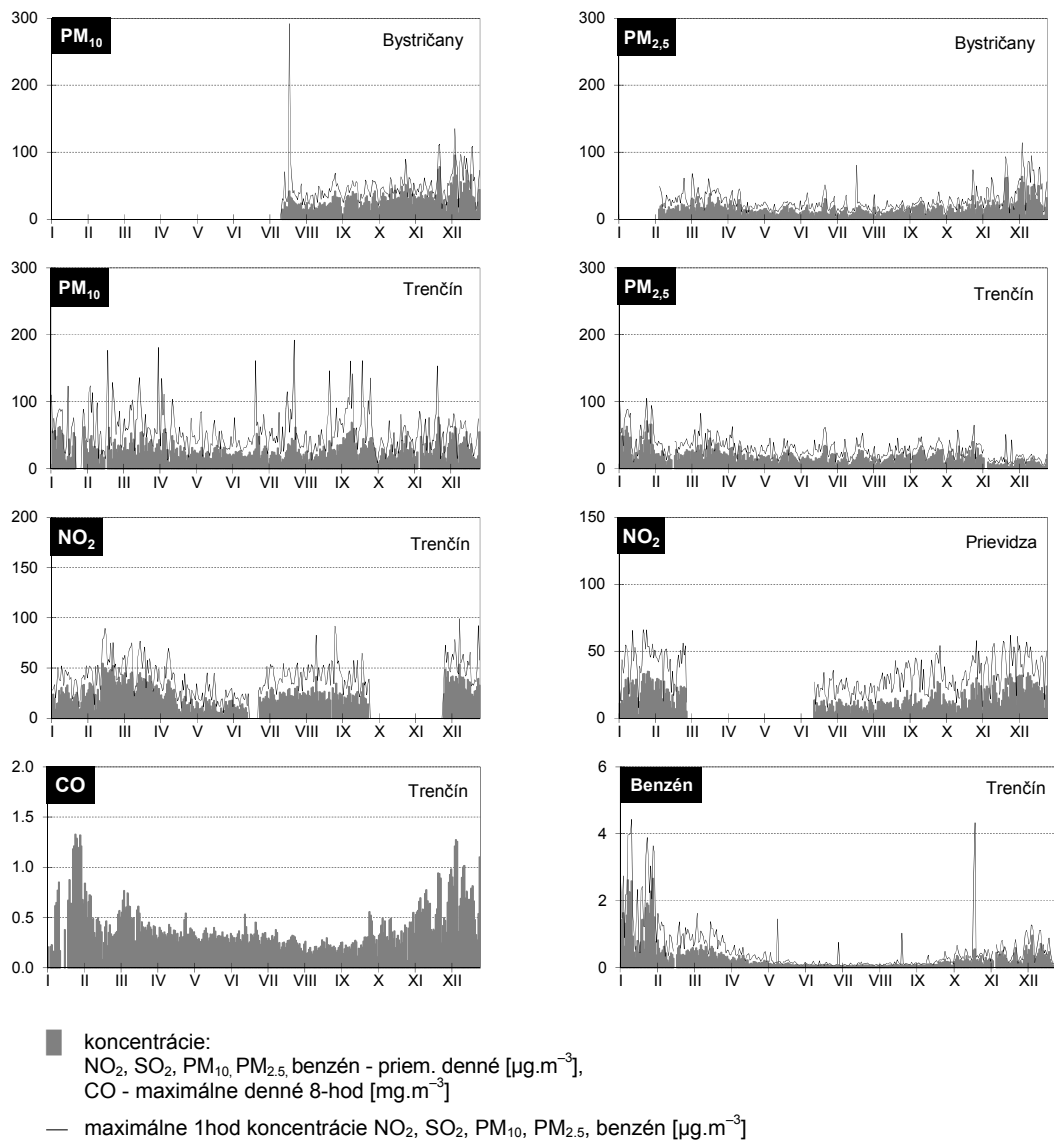 PM10 Bystričany
300
200
100
0
I II III IV V VI VII VIII IX X XI XII
PM2,5 Bystričany
300
200
100
0
I II III IV V VI VII VIII IX X XI XII
PM10 Trenčín
300
200
100
0
I II III IV V VI VII VIII IX X XI XII
PM2,5 Trenčín
300
200
100
0
I II III IV V VI VII VIII IX X XI XII
NO2 Trenčín
200
150
100
50
0
I II III IV V VI VII VIII IX X XI XII
NO2 Prievidza
150
100
50
0
I II III IV V VI VII VIII IX X XI XII
CO Trenčín
2.0
1.5
1.0
0.5
0.0
I II III IV V VI VII VIII IX X XI XII
Benzén Trenčín
6
4
2
0
I II III IV V VI VII VIII IX X XI XII
koncentrácie:
NO2, SO2, PM10, PM2.5, benzén - priem. denné [µg.m–3],
CO - maximálne denné 8-hod [mg.m–3]
— maximálne 1hod koncentrácie NO2, SO2, PM10, PM2.5, benzén [µg.m–3]